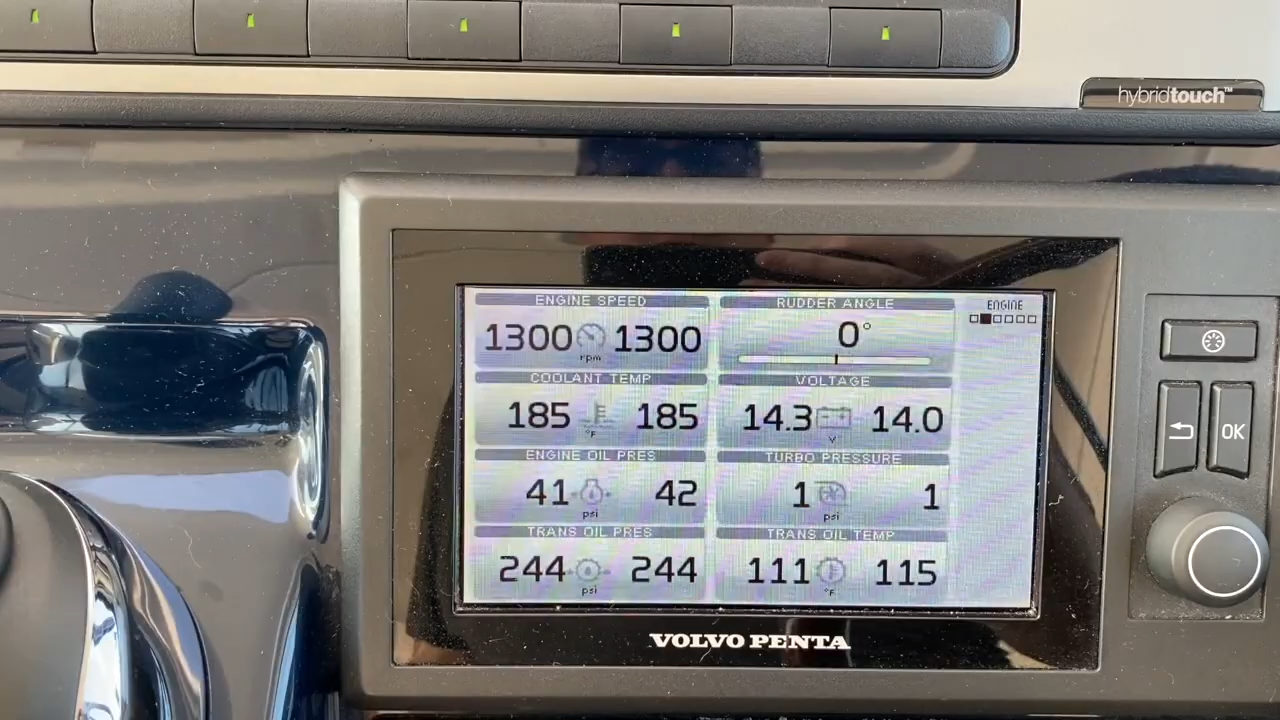 hybridtouch™
ENGINE SPEED
1300 rpm 1300
RUDDER ANGLE
0°
ENGINE
COOLANT TEMP
185 °F 185
VOLTAGE
14.3 V 14.0
ENGINE OIL PRES
41 psi 42
TURBO PRESSURE
1 psi 1
TRANS OIL PRES
244 psi 244
TRANS OIL TEMP
111 °F 115
OK
VOLVO PENTA